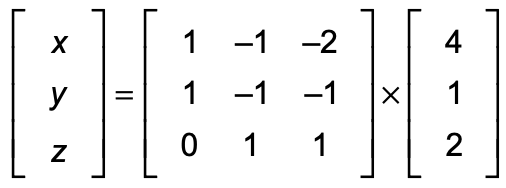 x 1 –1 –2 4
y = 1 –1 –1 × 1
z 0 1 1 2